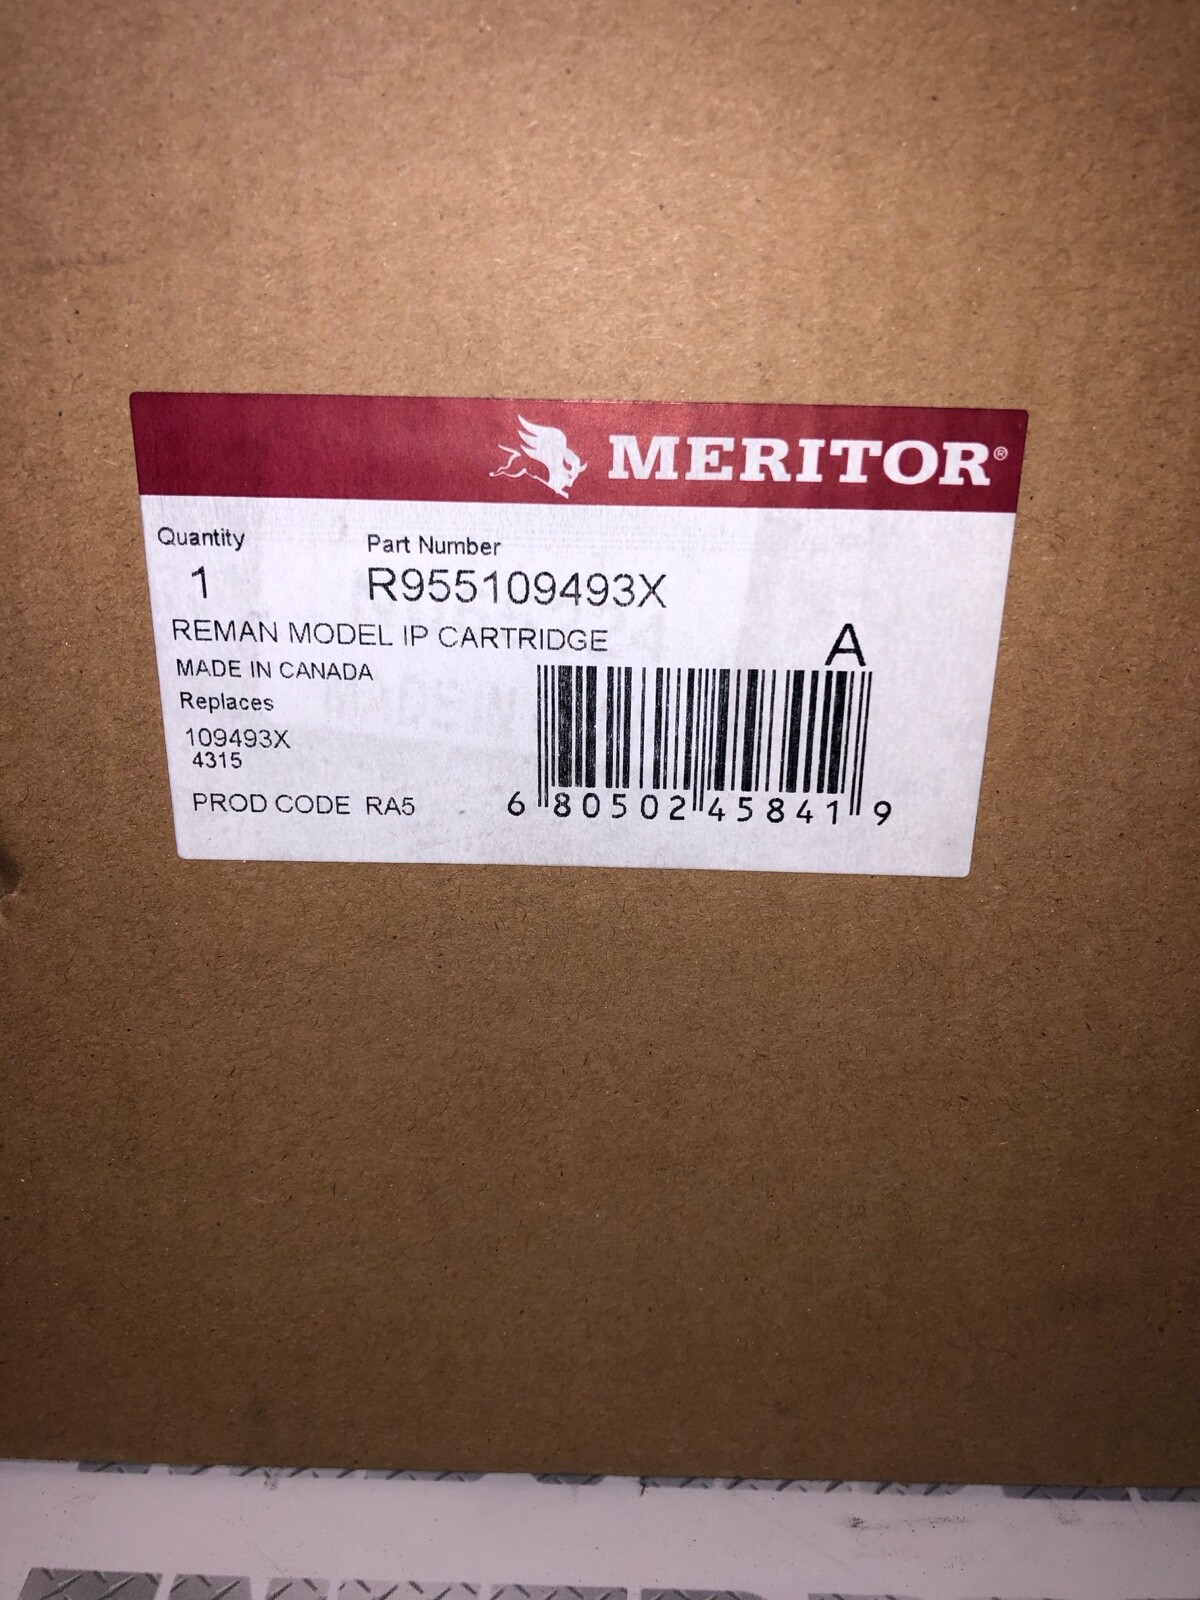 MERITOR®
Quantity Part Number
1 R955109493X
REMAN MODEL IP CARTRIDGE
A
MADE IN CANADA
Replaces
109493X
4315
PROD CODE RA5
6 80502 45841 9